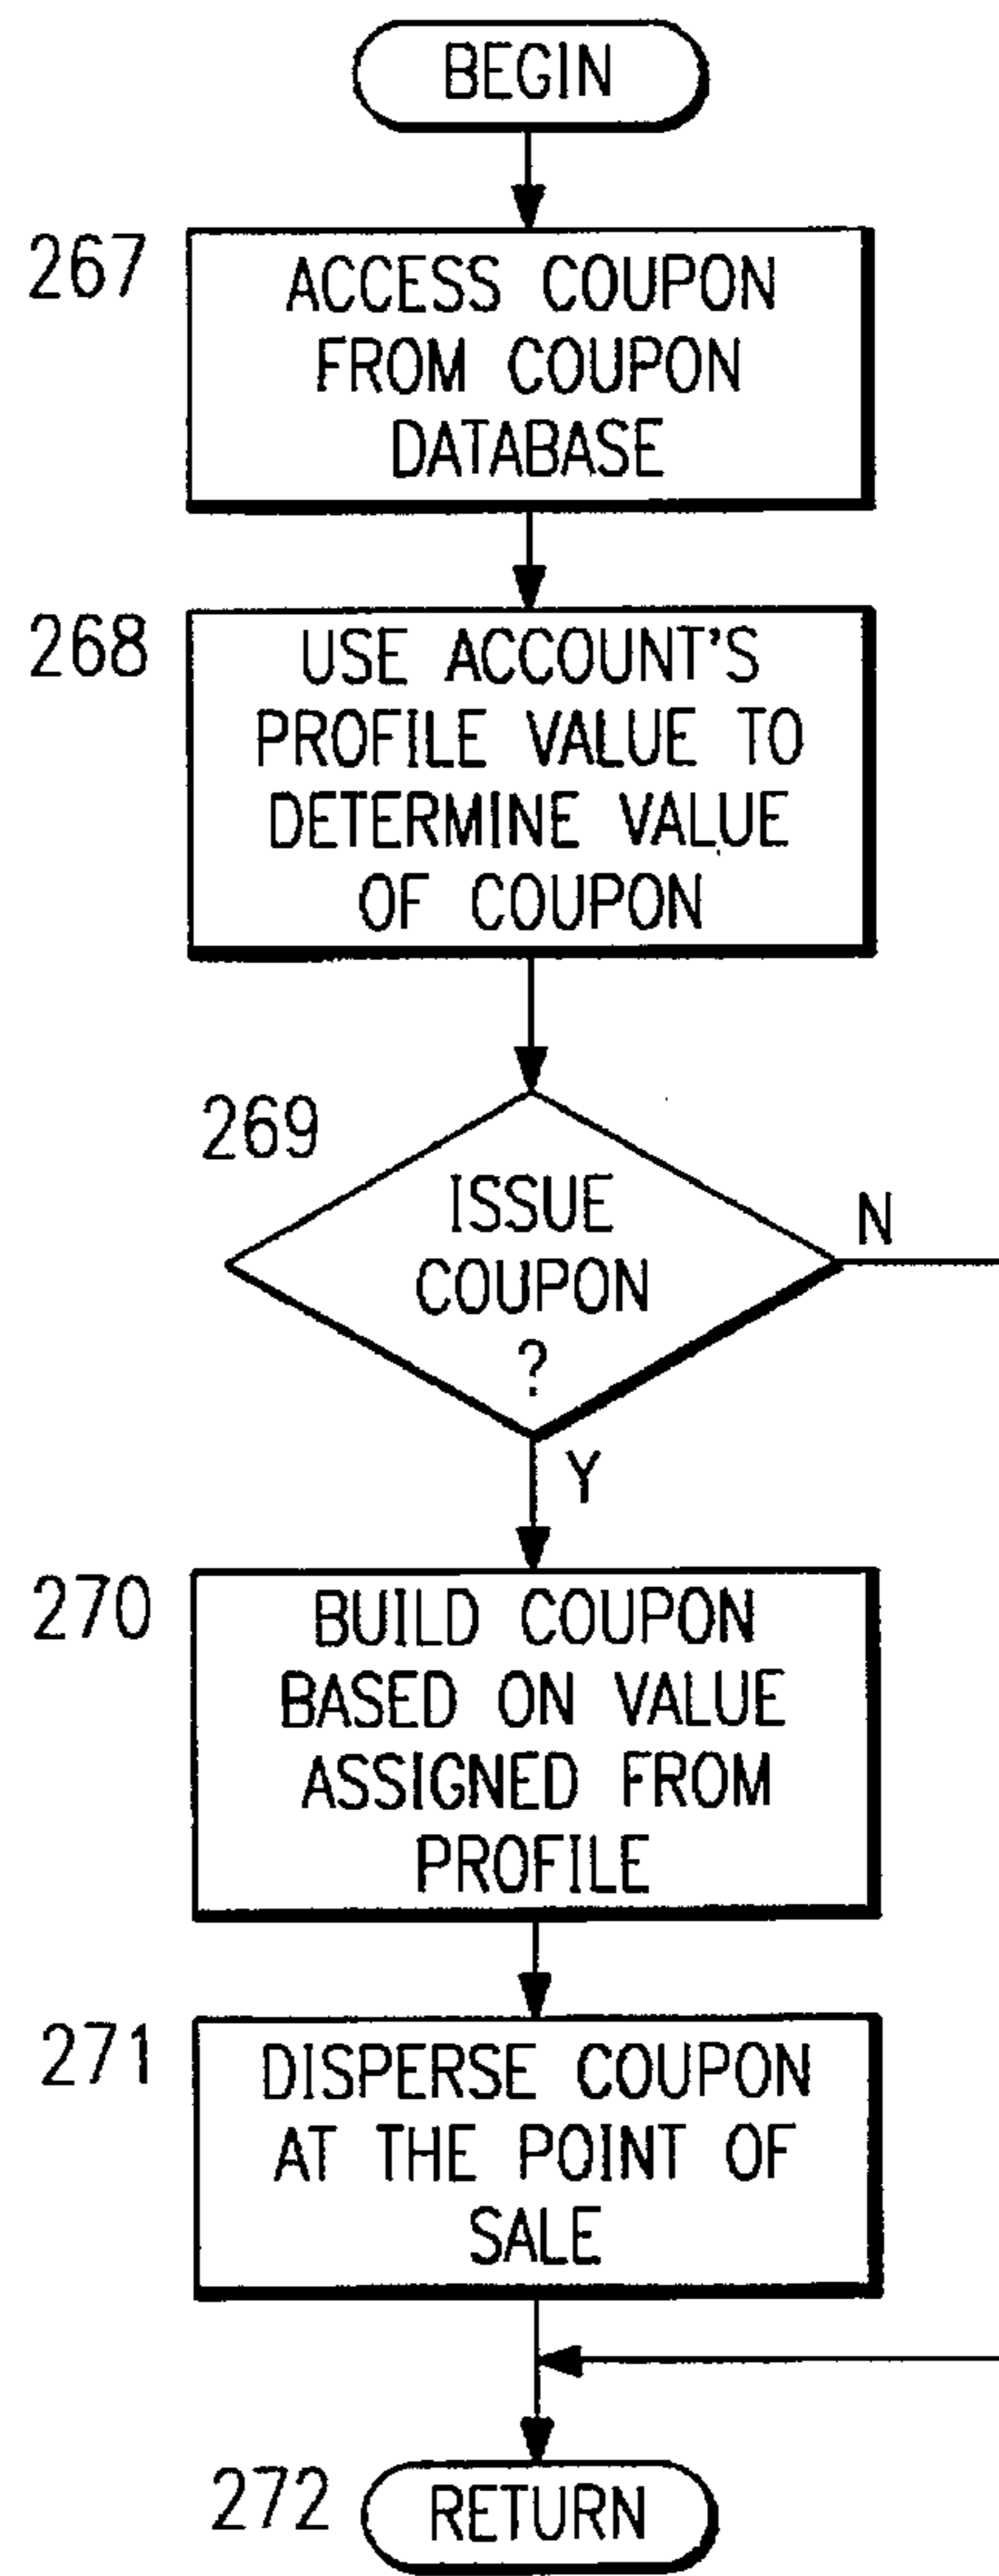 BEGIN
267
ACCESS COUPON
FROM COUPON
DATABASE
268
USE ACCOUNT'S
PROFILE VALUE TO
DETERMINE VALUE
OF COUPON
269
ISSUE
COUPON
?
N
Y
270
BUILD COUPON
BASED ON VALUE
ASSIGNED FROM
PROFILE
271
DISPERSE COUPON
AT THE POINT OF
SALE
272
RETURN